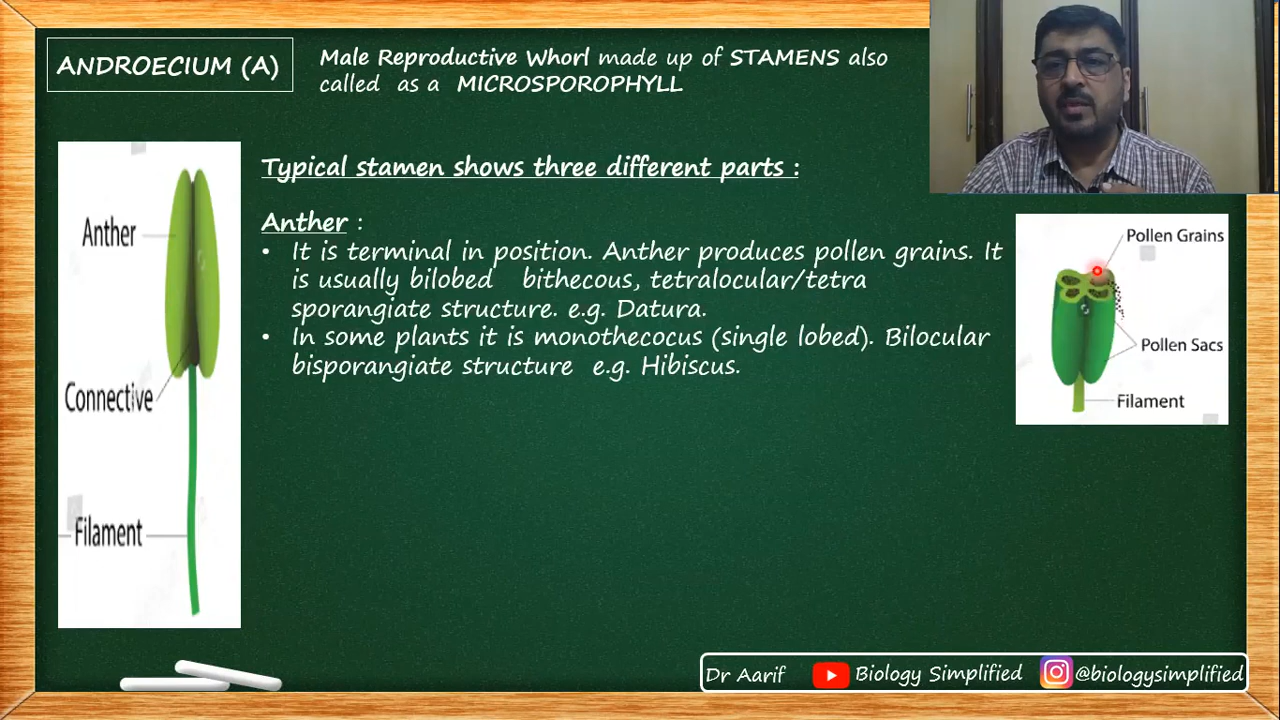 ANDROECIUM (A)
Male Reproductive Whorl made up of STAMENS also
called as a MICROSPOROPHYLL
Typical stamen shows three different parts :
Anther :
• It is terminal in position. Anther produces pollen grains. It
is usually bilobed bithecous, tetralocular/tetra
sporangiate structure. e.g. Datura.
• In some plants it is monothecocus (single lobed). Bilocular
bisporangiate structure e.g. Hibiscus.
Anther
Connective
Filament
Pollen Grains
Pollen Sacs
Filament
Dr Aarif Biology Simplified @biologysimplified